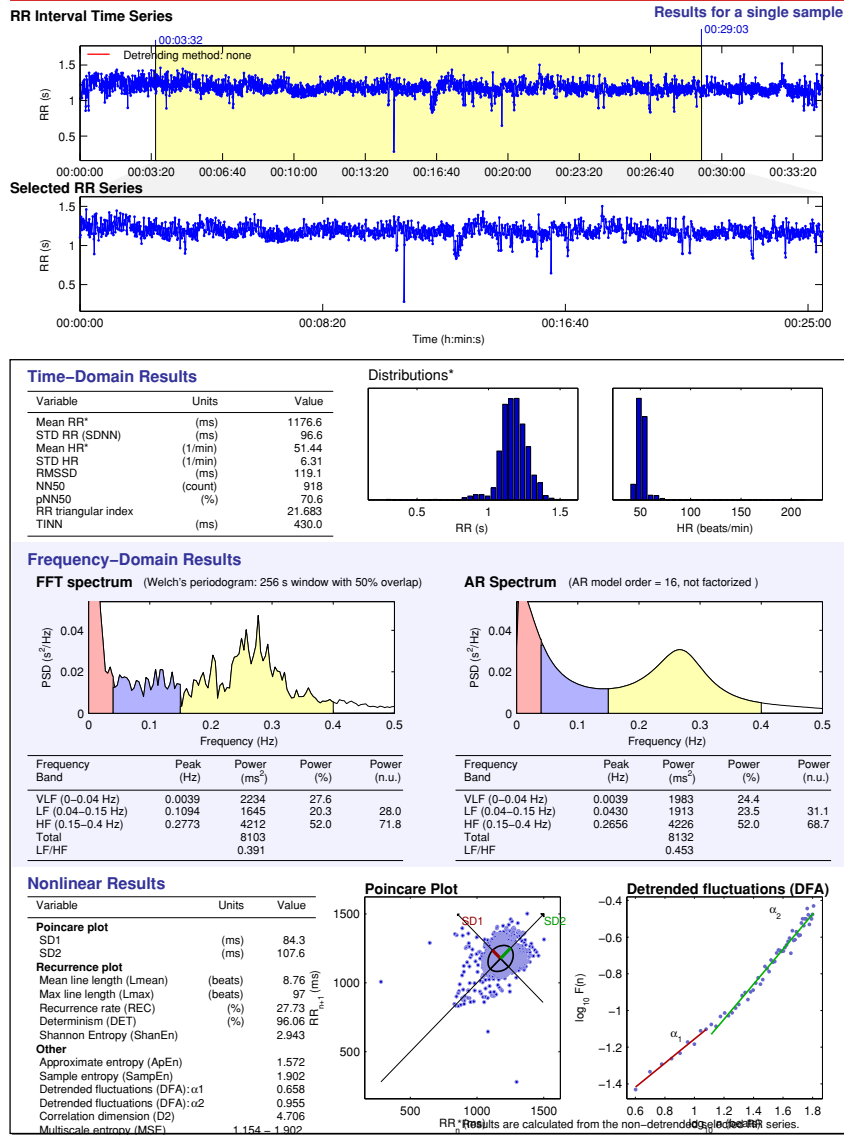 RR Interval Time Series
Results for a single sample
00:03:32
00:29:03
Detrending method: none
1.5
1
0.5
RR (s)
00:00:00 00:03:20 00:06:40 00:10:00 00:13:20 00:16:40 00:20:00 00:23:20 00:26:40 00:30:00 00:33:20
Selected RR Series
1.5
1
0.5
RR (s)
00:00:00 00:08:20 00:16:40 00:25:00
Time (h:min:s)
Time−Domain Results
Variable Units Value
Mean RR* (ms) 1176.6
STD RR (SDNN) (ms) 96.6
Mean HR* (1/min) 51.44
STD HR (1/min) 6.31
RMSSD (ms) 119.1
NN50 (count) 918
pNN50 (%) 70.6
RR triangular index 21.683
TINN (ms) 430.0
Distributions*
0.5 1 1.5
RR (s)
50 100 150 200
HR (beats/min)
Frequency−Domain Results
FFT spectrum (Welch's periodogram: 256 s window with 50% overlap)
0.04
0.02
0
PSD (s²/Hz)
0 0.1 0.2 0.3 0.4 0.5
Frequency (Hz)
AR Spectrum (AR model order = 16, not factorized )
0.04
0.02
0
PSD (s²/Hz)
0 0.1 0.2 0.3 0.4 0.5
Frequency (Hz)
Frequency Peak Power Power Power
Band (Hz) (ms²) (%) (n.u.)
VLF (0−0.04 Hz) 0.0039 2234 27.6
LF (0.04−0.15 Hz) 0.1094 1645 20.3 28.0
HF (0.15−0.4 Hz) 0.2773 4212 52.0 71.8
Total 8103
LF/HF 0.391
Frequency Peak Power Power Power
Band (Hz) (ms²) (%) (n.u.)
VLF (0−0.04 Hz) 0.0039 1983 24.4
LF (0.04−0.15 Hz) 0.0430 1913 23.5 31.1
HF (0.15−0.4 Hz) 0.2656 4226 52.0 68.7
Total 8132
LF/HF 0.453
Nonlinear Results
Variable Units Value
Poincare plot
SD1 (ms) 84.3
SD2 (ms) 107.6
Recurrence plot
Mean line length (Lmean) (beats) 8.76
Max line length (Lmax) (beats) 97
Recurrence rate (REC) (%) 27.73
Determinism (DET) (%) 96.06
Shannon Entropy (ShanEn) 2.943
Other
Approximate entropy (ApEn) 1.572
Sample entropy (SampEn) 1.902
Detrended fluctuations (DFA): α1 0.658
Detrended fluctuations (DFA): α2 0.955
Correlation dimension (D2) 4.706
Multiscale entropy (MSE) 1.154 − 1.902
Poincare Plot
SD1
SD2
1500
1000
500
RRₙ₊₁ (ms)
500 1000 1500
Detrended fluctuations (DFA)
α₂
α₁
−0.4
−0.6
−0.8
−1
−1.2
−1.4
log₁₀ F(n)
0.6 0.8 1 1.2 1.4 1.6 1.8
RRₙ (ms)
log₁₀ n (beats)
*Results are calculated from the non−detrended selected RR series.